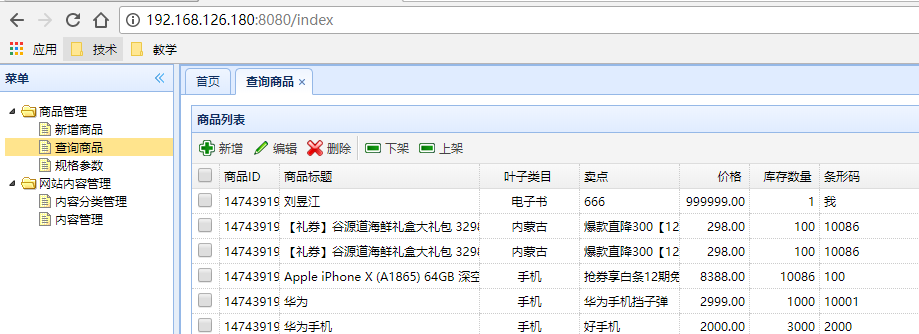 192.168.126.180:8080/index
应用 技术 教学
菜单
商品管理
新增商品
查询商品
规格参数
网站内容管理
内容分类管理
内容管理
首页 查询商品
商品列表
新增 编辑 删除 下架 上架
商品ID 商品标题 叶子类目 卖点 价格 库存数量 条形码
14743919 刘昱江 电子书 666 999999.00 1 我
14743919 【礼券】谷源道海鲜礼盒大礼包 3298 内蒙古 爆款直降300【12 298.00 100 10086
14743919 【礼券】谷源道海鲜礼盒大礼包 3298 内蒙古 爆款直降300【12 298.00 100 10086
14743919 Apple iPhone X (A1865) 64GB 深空 手机 抢券享白条12期免 8388.00 10086 100
14743919 华为 手机 华为手机挡子弹 2999.00 1000 10001
14743919 华为手机 手机 好手机 2000.00 3000 2000